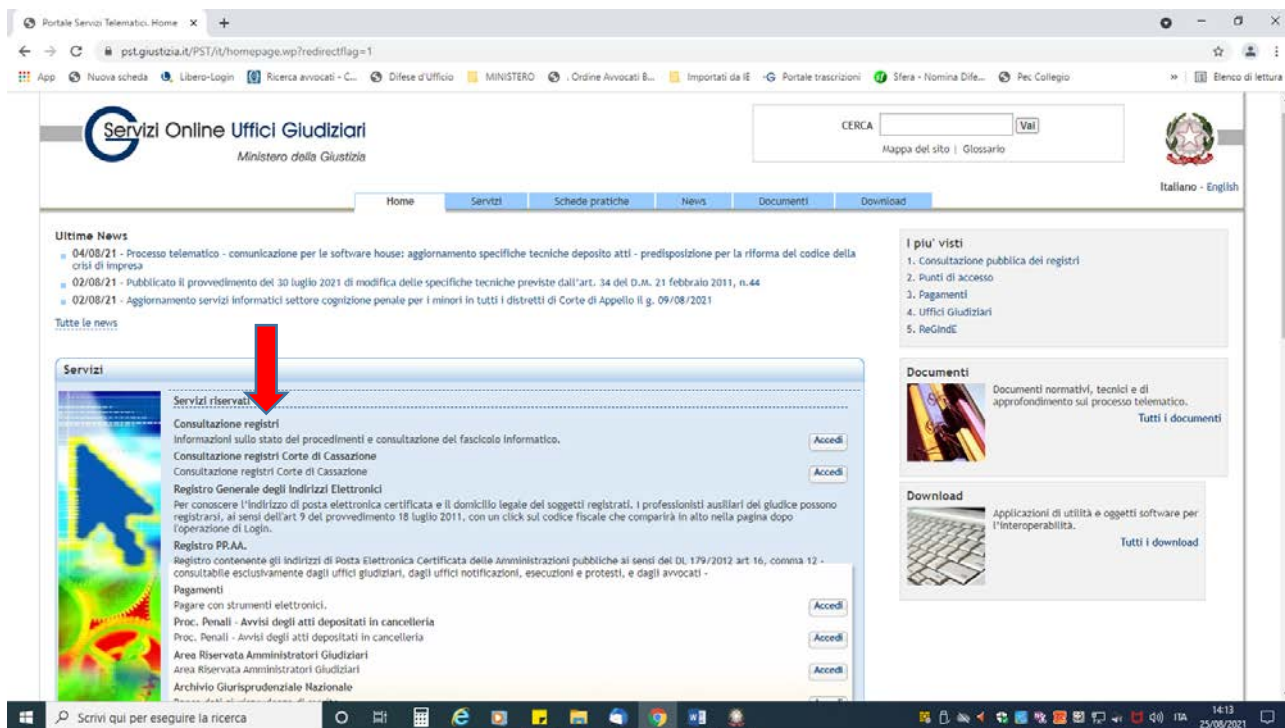 Portale Servizi Telematici. Home
pst.giustizia.it/PST/it/homepage.wp?redirectflag=1
App Nuova scheda Libero-Login Ricerca avvocati - C... Difese d'Ufficio MINISTERO . Ordine Avvocati B... Importati da IE Portale trascrizioni Sfera - Nomina Dife... Pec Collegio » Elenco di lettura
Servizi Online Uffici Giudiziari
Ministero della Giustizia
CERCA Vai
Mappa del sito | Glossario
Italiano - English
Home Servizi Schede pratiche News Documenti Download
Ultime News
04/08/21 - Processo telematico - comunicazione per le software house: aggiornamento specifiche tecniche deposito atti - predisposizione per la riforma del codice della
crisi di impresa
02/08/21 - Pubblicato il provvedimento del 30 luglio 2021 di modifica delle specifiche tecniche previste dall'art. 34 del D.M. 21 febbraio 2011, n.44
02/08/21 - Aggiornamento servizi informatici settore cognizione penale per i minori in tutti i distretti di Corte di Appello il g. 09/08/2021
Tutte le news
I piu' visti
1. Consultazione pubblica dei registri
2. Punti di accesso
3. Pagamenti
4. Uffici Giudiziari
5. ReGIndE
Servizi
Servizi riservati
Consultazione registri
Informazioni sullo stato dei procedimenti e consultazione del fascicolo informatico. Accedi
Consultazione registri Corte di Cassazione
Consultazione registri Corte di Cassazione Accedi
Registro Generale degli Indirizzi Elettronici
Per conoscere l'indirizzo di posta elettronica certificata e il domicilio legale dei soggetti registrati. I professionisti ausiliari del giudice possono
registrarsi, ai sensi dell'art 9 del provvedimento 18 luglio 2011, con un click sul codice fiscale che comparirà in alto nella pagina dopo
l'operazione di Login.
Registro PP.AA.
Registro contenente gli indirizzi di Posta Elettronica Certificata delle Amministrazioni pubbliche ai sensi del DL 179/2012 art 16, comma 12 -
consultabile esclusivamente dagli uffici giudiziari, dagli uffici notificazioni, esecuzioni e protesti, e dagli avvocati -
Pagamenti
Pagare con strumenti elettronici. Accedi
Proc. Penali - Avvisi degli atti depositati in cancelleria
Proc. Penali - Avvisi degli atti depositati in cancelleria Accedi
Area Riservata Amministratori Giudiziari
Area Riservata Amministratori Giudiziari Accedi
Archivio Giurisprudenziale Nazionale
Documenti
Documenti normativi, tecnici e di
approfondimento sul processo telematico.
Tutti i documenti
Download
Applicazioni di utilità e oggetti software per
l'interoperabilità.
Tutti i download
Scrivi qui per eseguire la ricerca
ITA 14:13
25/08/2021